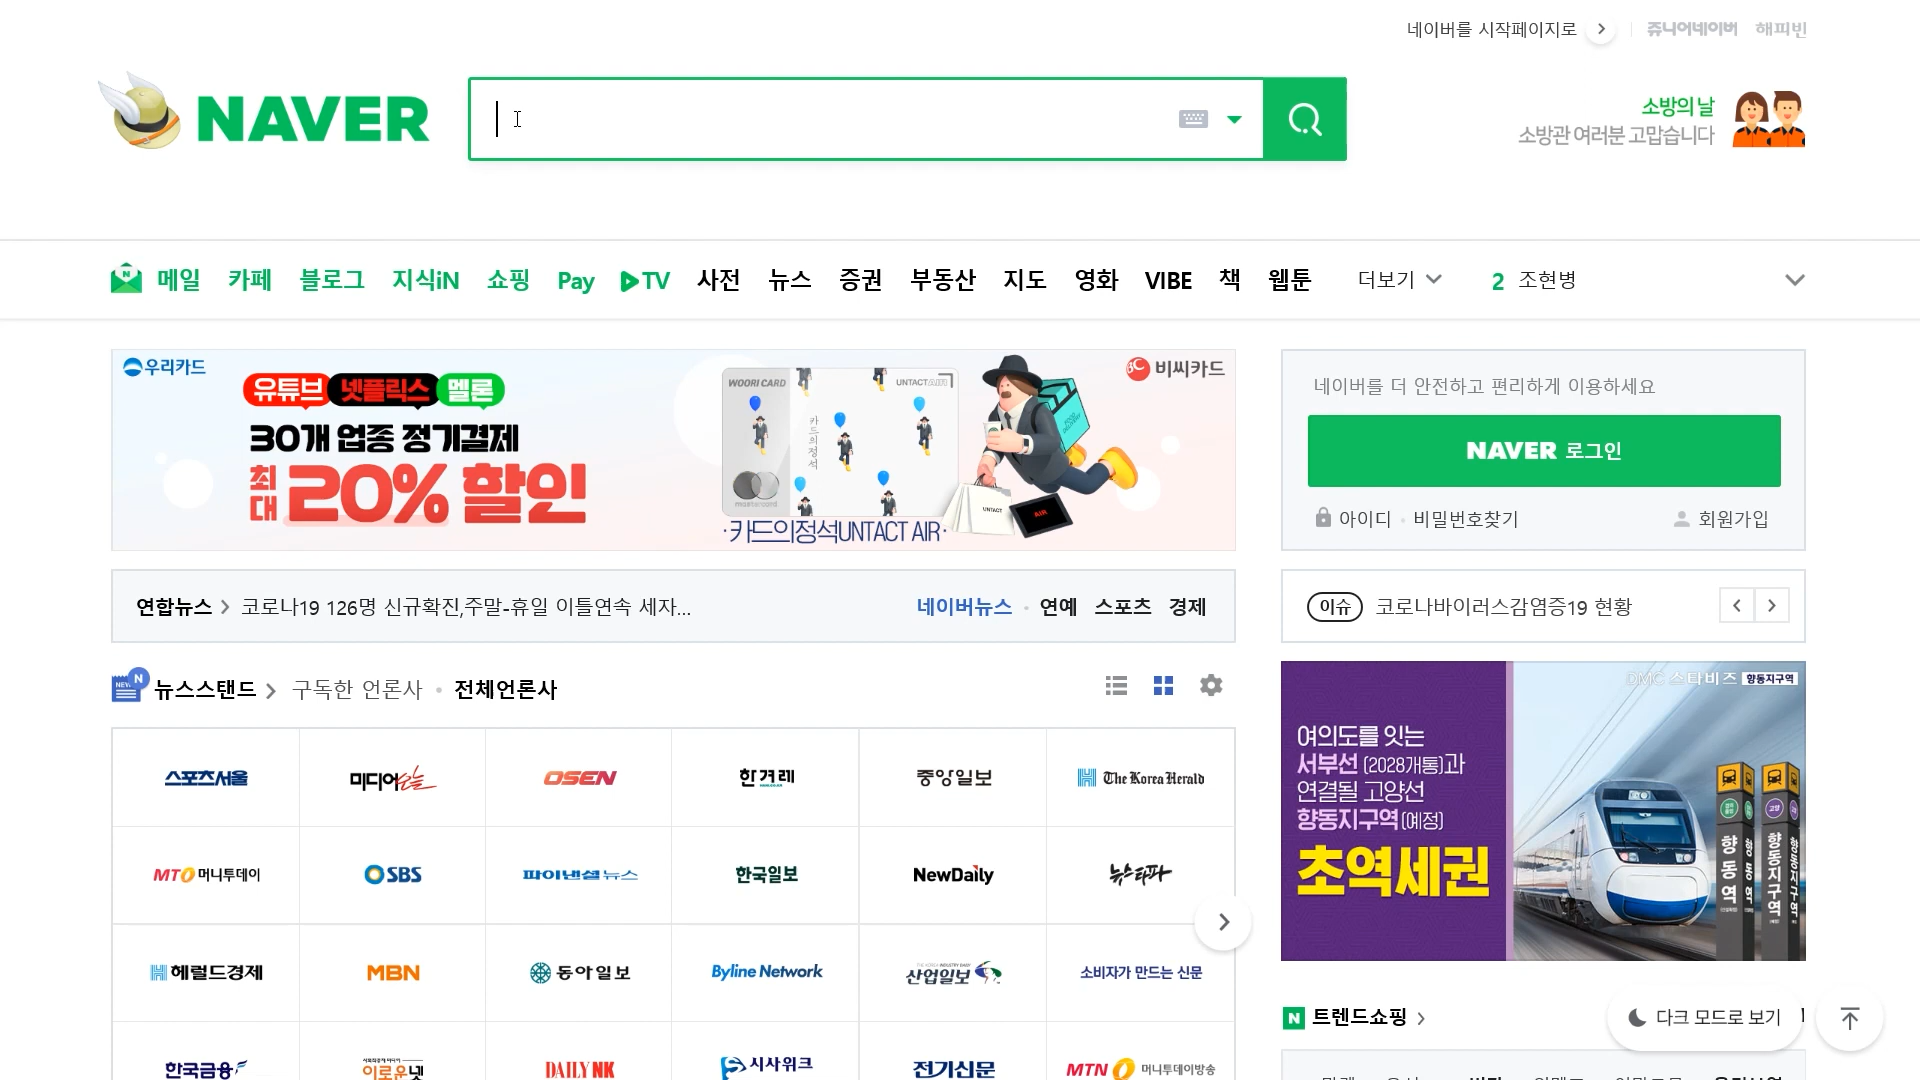 네이버를 시작페이지로
쥬니어네이버 해피빈
NAVER
소방의 날
소방관 여러분 고맙습니다
메일 카페 블로그 지식iN 쇼핑 Pay TV 사전 뉴스 증권 부동산 지도 영화 VIBE 책 웹툰 더보기 2 조현병
우리카드
비씨카드
유튜브 넷플릭스 멜론
30개 업종 정기결제
최대 20% 할인
WOORI CARD UNTACT AIR
카드의정석
mastercard
FOOD DELIVERY
UNTACT
AIR
·카드의정석UNTACT AIR·
네이버를 더 안전하고 편리하게 이용하세요
NAVER 로그인
아이디 · 비밀번호찾기 회원가입
연합뉴스 코로나19 126명 신규확진,주말-휴일 이틀연속 세자... 네이버뉴스 · 연예 스포츠 경제
이슈 코로나바이러스감염증19 현황
NEW N 뉴스스탠드 구독한 언론사 · 전체언론사
스포츠서울 미디어오늘 OSEN 한겨레 중앙일보 The Korea Herald
MTO 머니투데이 SBS 파이낸셜뉴스 한국일보 NewDaily 뉴스타파
헤럴드경제 MBN 동아일보 Byline Network 산업일보 소비자가 만드는 신문
한국금융 이로운넷 DAILY NK 시사위크 전기신문 MTN 머니투데이방송
DMC 스타비즈 향동지구역
여의도를 잇는
서부선 (2028개통)과
연결될 고양선
향동지구역(예정)
초역세권
향동역
향동지구역
N 트렌드쇼핑
다크 모드로 보기